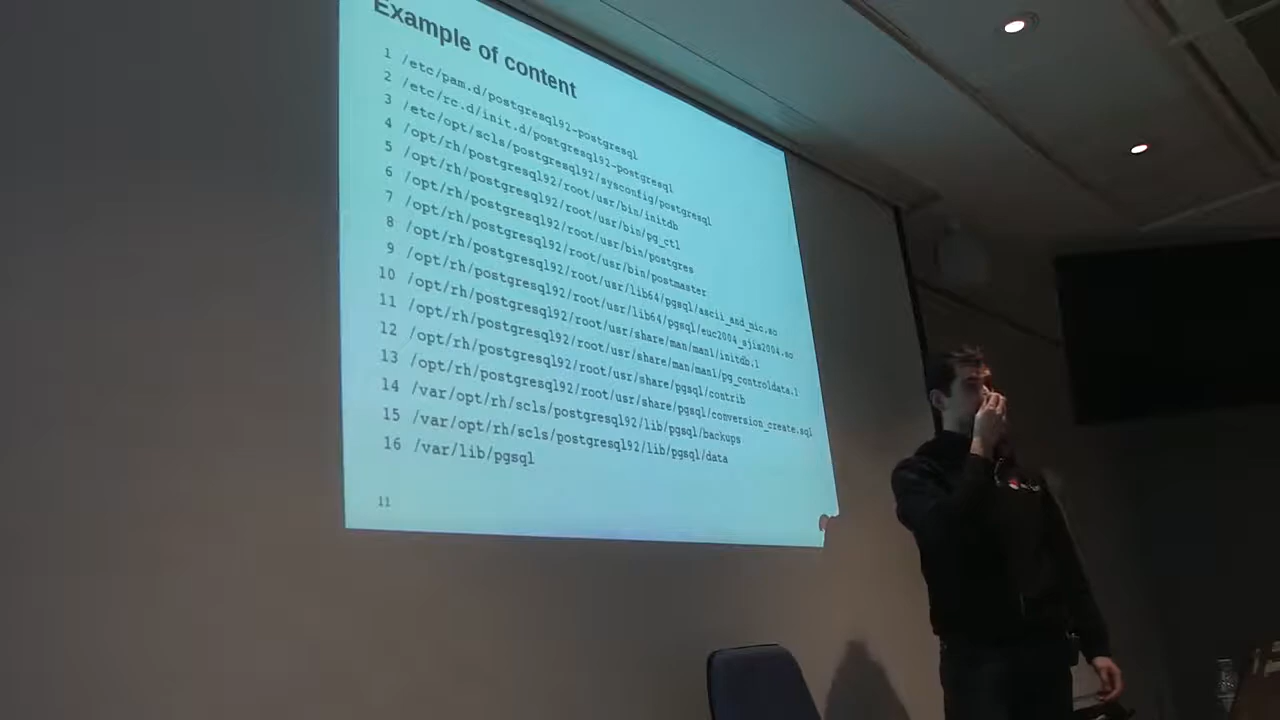 Example of content
1 /etc/pam.d/postgresql92-postgresql
2 /etc/rc.d/init.d/postgresql92-postgresql
3 /etc/opt/scls/postgresql92/sysconfig/postgresql
4 /opt/rh/postgresql92/root/usr/bin/initdb
5 /opt/rh/postgresql92/root/usr/bin/pg_ctl
6 /opt/rh/postgresql92/root/usr/bin/postgres
7 /opt/rh/postgresql92/root/usr/bin/postmaster
8 /opt/rh/postgresql92/root/usr/lib64/pgsql/ascii_and_mic.so
9 /opt/rh/postgresql92/root/usr/lib64/pgsql/euc2004_sjis2004.so
10 /opt/rh/postgresql92/root/usr/share/man/man1/initdb.1
11 /opt/rh/postgresql92/root/usr/share/man/man1/pg_controldata.1
12 /opt/rh/postgresql92/root/usr/share/pgsql/contrib
13 /opt/rh/postgresql92/root/usr/share/pgsql/conversion_create.sql
14 /var/opt/rh/scls/postgresql92/lib/pgsql/backups
15 /var/opt/rh/scls/postgresql92/lib/pgsql/data
16 /var/lib/pgsql
11